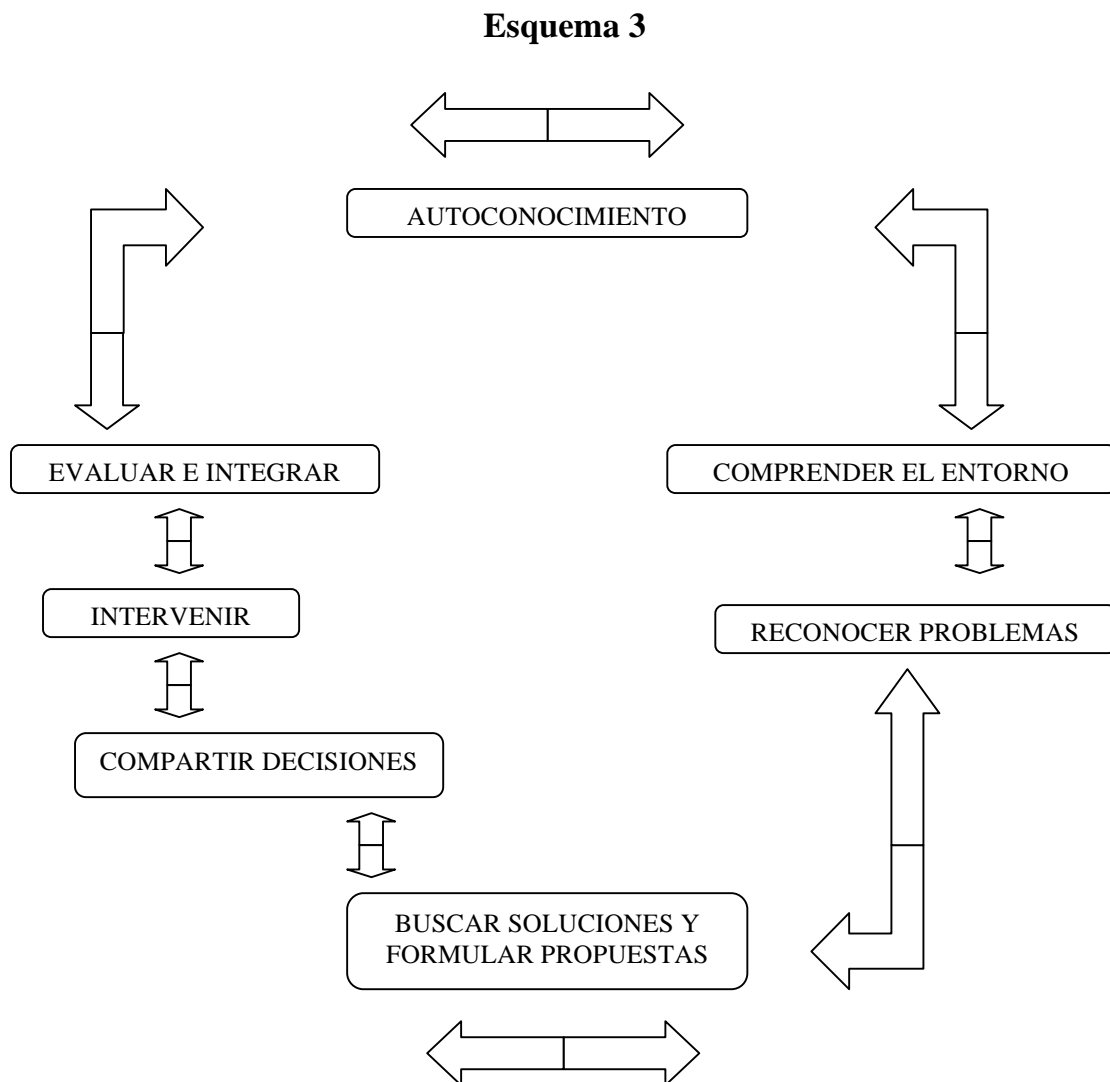 Esquema 3
AUTOCONOCIMIENTO
EVALUAR E INTEGRAR
COMPRENDER EL ENTORNO
INTERVENIR
RECONOCER PROBLEMAS
COMPARTIR DECISIONES
BUSCAR SOLUCIONES Y
FORMULAR PROPUESTAS